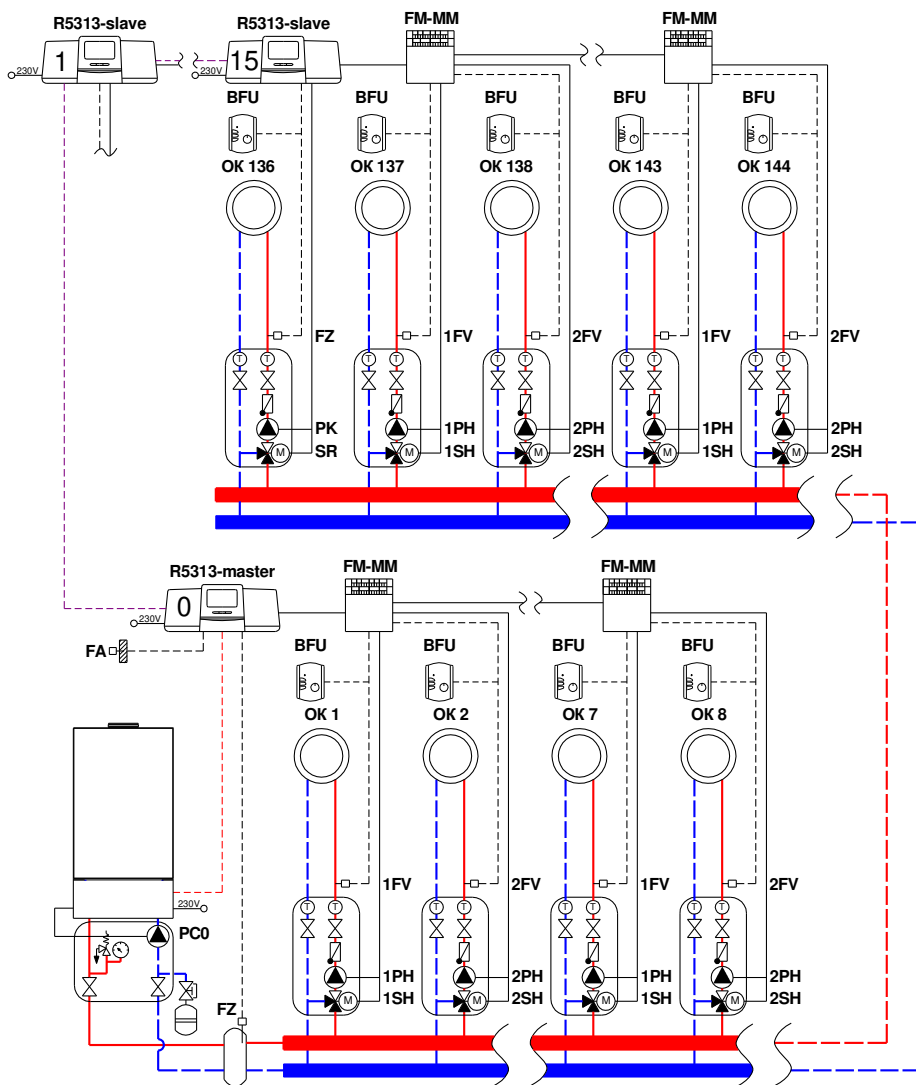 R5313-slave
R5313-slave
FM-MM
FM-MM
1
15
230V
230V
BFU
BFU
BFU
BFU
BFU
OK 136
OK 137
OK 138
OK 143
OK 144
FZ
1FV
2FV
1FV
2FV
T
T
T
T
T
T
T
T
T
T
PK
1PH
2PH
1PH
2PH
SR
1SH
2SH
1SH
2SH
M
M
M
M
M
R5313-master
FM-MM
FM-MM
0
230V
FA
BFU
BFU
BFU
BFU
OK 1
OK 2
OK 7
OK 8
1FV
2FV
1FV
2FV
230V
T
T
T
T
T
T
T
T
PC0
1PH
2PH
1PH
2PH
1SH
2SH
1SH
2SH
M
M
M
M
FZ